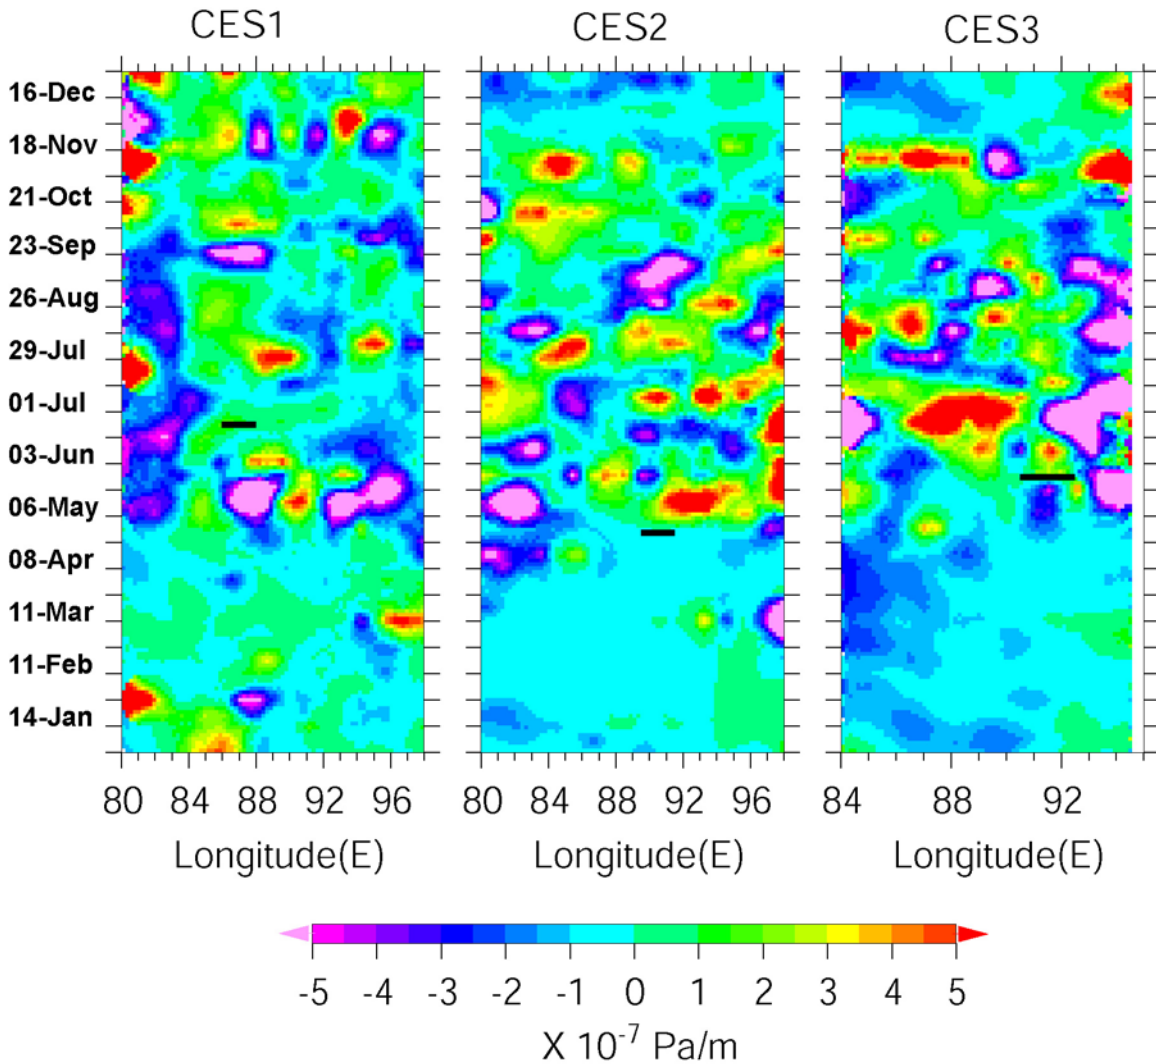 CES1 CES2 CES3
16-Dec
18-Nov
21-Oct
23-Sep
26-Aug
29-Jul
01-Jul
03-Jun
06-May
08-Apr
11-Mar
11-Feb
14-Jan
80 84 88 92 96 80 84 88 92 96 84 88 92
Longitude(E) Longitude(E) Longitude(E)
-5 -4 -3 -2 -1 0 1 2 3 4 5
X 10⁻⁷ Pa/m